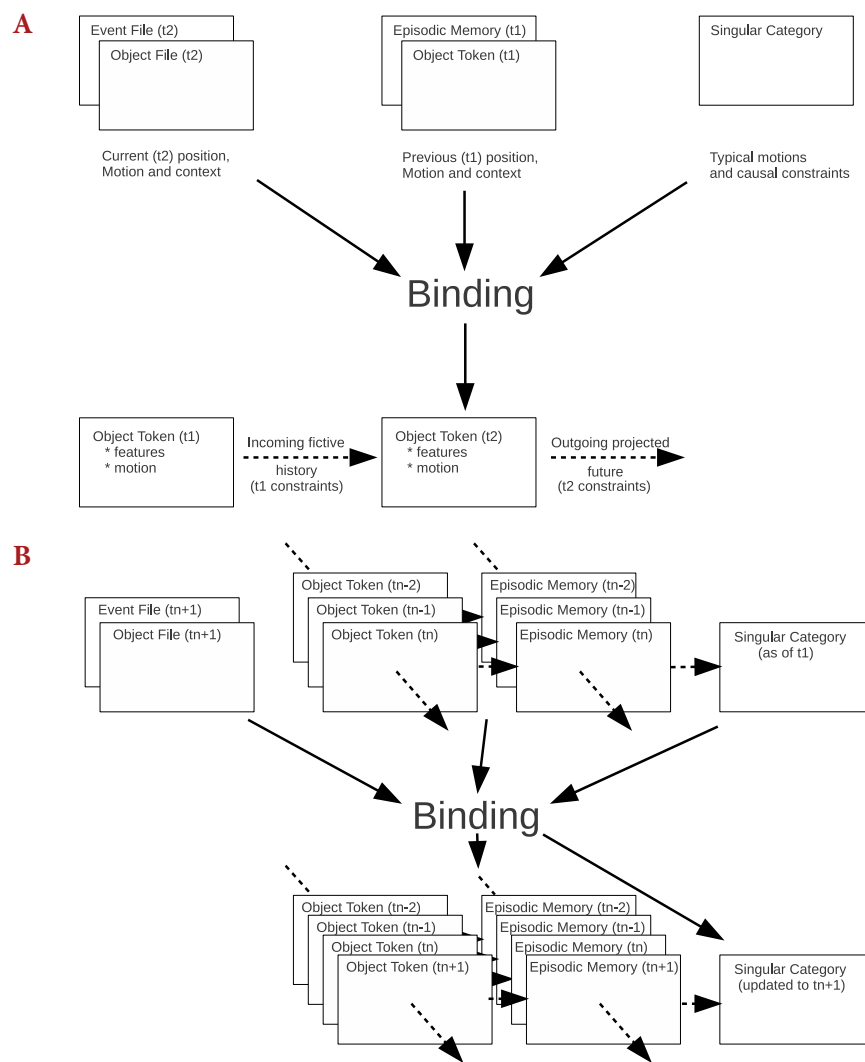 A
Event File (t2)
Object File (t2)
Episodic Memory (t1)
Object Token (t1)
Singular Category
Current (t2) position,
Motion and context
Previous (t1) position,
Motion and context
Typical motions
and causal constraints
Binding
Object Token (t1)
* features
* motion
Incoming fictive
history
(t1 constraints)
Object Token (t2)
* features
* motion
Outgoing projected
future
(t2 constraints)
B
Event File (tn+1)
Object File (tn+1)
Object Token (tn-2)
Object Token (tn-1)
Object Token (tn)
Episodic Memory (tn-2)
Episodic Memory (tn-1)
Episodic Memory (tn)
Singular Category
(as of t1)
Binding
Object Token (tn-2)
Object Token (tn-1)
Object Token (tn)
Object Token (tn+1)
Episodic Memory (tn-2)
Episodic Memory (tn-1)
Episodic Memory (tn)
Episodic Memory (tn+1)
Singular Category
(updated to tn+1)